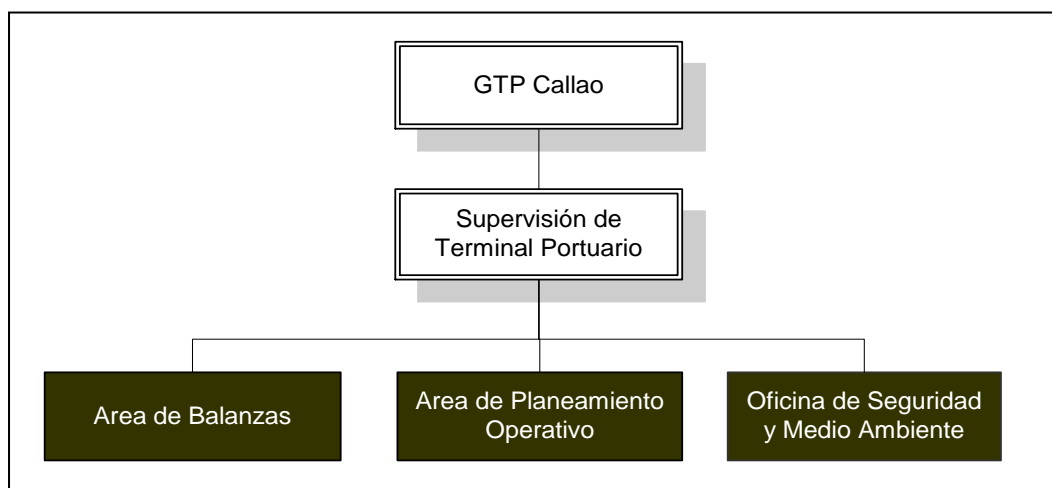 GTP Callao
Supervisión de
Terminal Portuario
Area de Balanzas
Area de Planeamiento
Operativo
Oficina de Seguridad
y Medio Ambiente